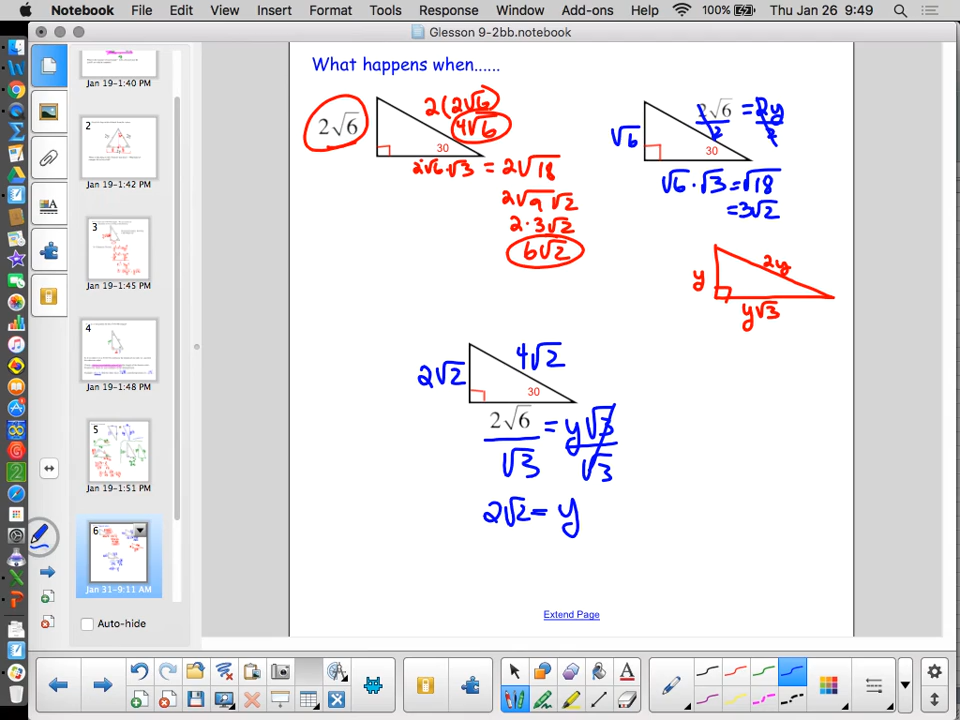 Notebook File Edit View Insert Format Tools Response Window Add-ons Help 100% Thu Jan 26 9:49
Glesson 9-2bb.notebook
Jan 19-1:40 PM
2
Jan 19-1:42 PM
3
Jan 19-1:45 PM
4
Jan 19-1:48 PM
5
Jan 19-1:51 PM
6
Jan 31-9:11 AM
Auto-hide
What happens when......
2√6
2(2√6)
4√6
30
2√6·√3 = 2√18
2√9 √2
2·3√2
6√2
√6
2√6/2 = 2y/2
30
√6·√3 = √18
= 3√2
y
2y
y√3
2√2
4√2
30
2√6/√3 = y√3/√3
2√2 = y
Extend Page